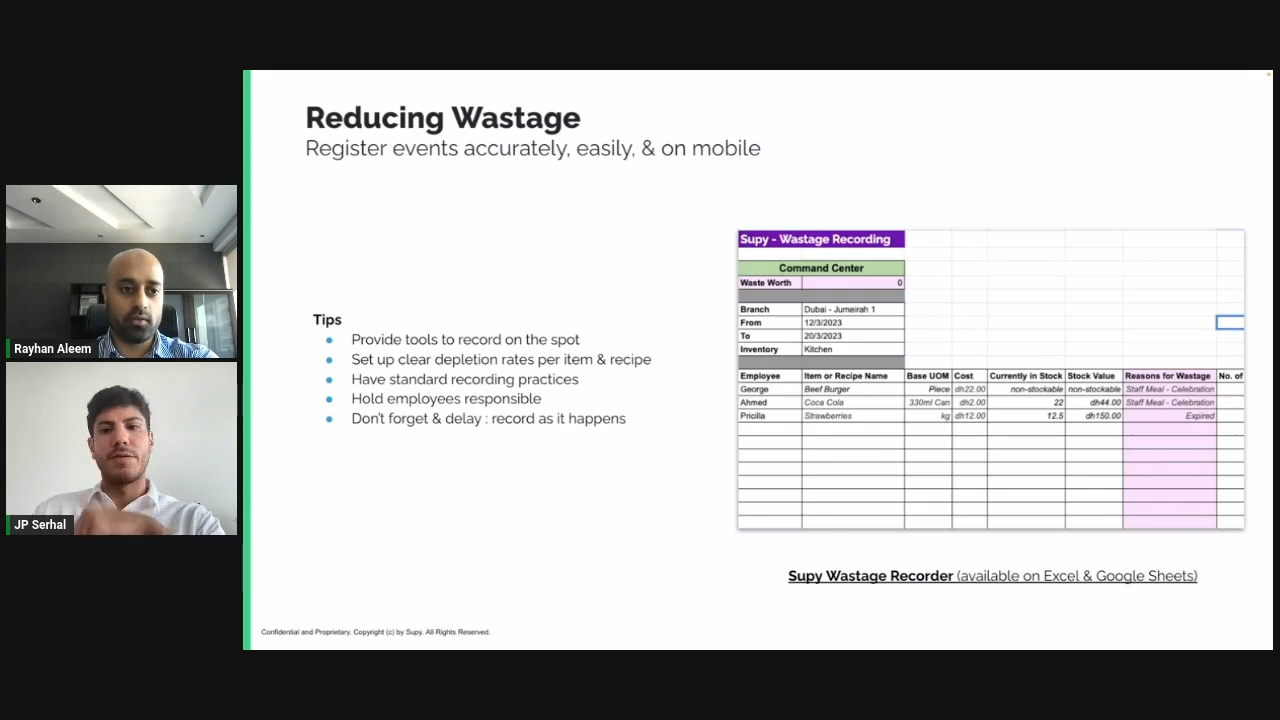 Reducing Wastage
Register events accurately, easily, & on mobile
Rayhan Aleem
JP Serhal
Tips
Provide tools to record on the spot
Set up clear depletion rates per item & recipe
Have standard recording practices
Hold employees responsible
Don't forget & delay : record as it happens
Supy - Wastage Recording
Command Center
Waste Worth 0
Branch Dubai - Jumeirah 1
From 12/3/2023
To 20/3/2023
Inventory Kitchen
Employee Item or Recipe Name Base UOM Cost Currently in Stock Stock Value Reasons for Wastage No. of
George Beef Burger Piece dh22.00 non-stockable non-stockable Staff Meal - Celebration
Ahmed Coca Cola 330ml Can dh2.00 22 dh44.00 Staff Meal - Celebration
Pricilla Strawberries kg dh12.00 12.5 dh150.00 Expired
Supy Wastage Recorder (available on Excel & Google Sheets)
Confidential and Proprietary. Copyright (c) by Supy. All Rights Reserved.